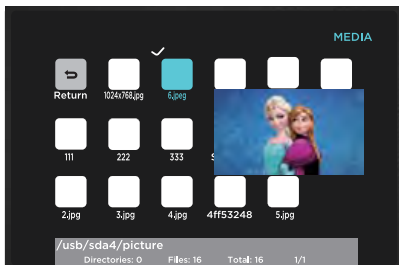 MEDIA
Return 1024x768.jpg 6.jpeg
111 222 333 S
2.jpg 3.jpg 4.jpg 4ff53248 5.jpg
/usb/sda4/picture
Directories: 0 Files: 16 Total: 16 1/1